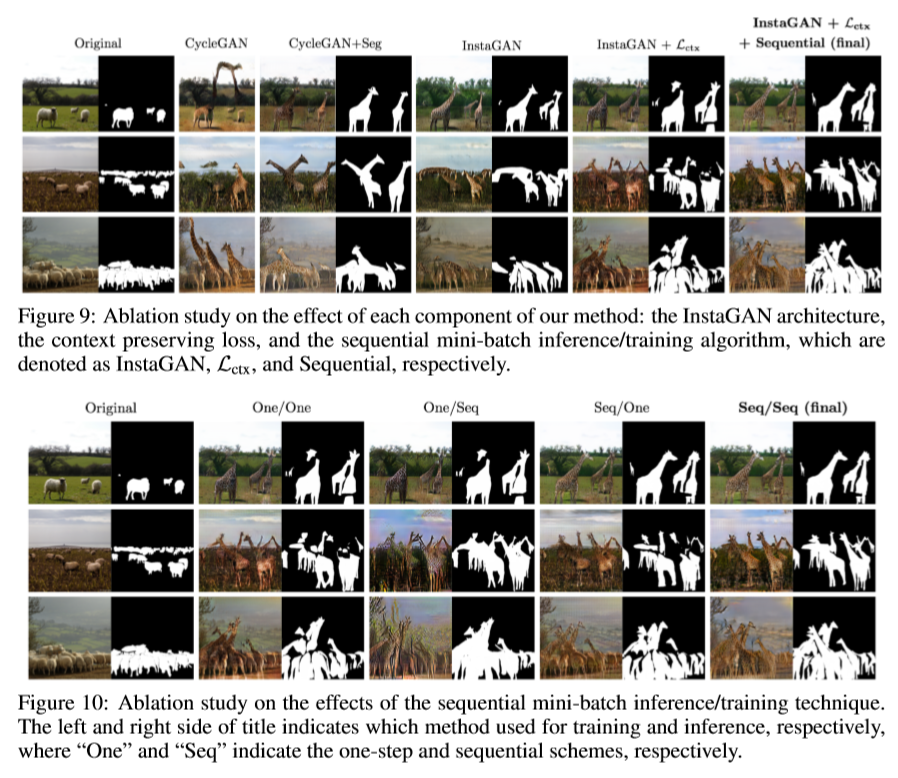 Original
CycleGAN
CycleGAN+Seg
InstaGAN
InstaGAN + ℒctx
InstaGAN + ℒctx
+ Sequential (final)
Figure 9: Ablation study on the effect of each component of our method: the InstaGAN architecture,
the context preserving loss, and the sequential mini-batch inference/training algorithm, which are
denoted as InstaGAN, ℒctx, and Sequential, respectively.
Original
One/One
One/Seq
Seq/One
Seq/Seq (final)
Figure 10: Ablation study on the effects of the sequential mini-batch inference/training technique.
The left and right side of title indicates which method used for training and inference, respectively,
where “One” and “Seq” indicate the one-step and sequential schemes, respectively.